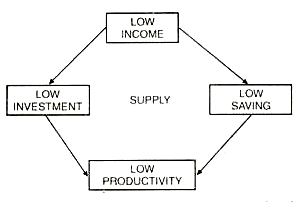 LOW
INCOME
LOW
INVESTMENT
SUPPLY
LOW
SAVING
LOW
PRODUCTIVITY